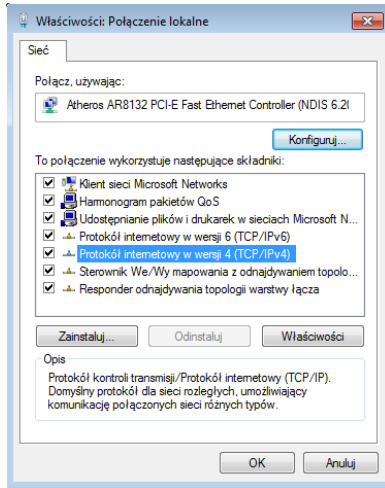 Właściwości: Połączenie lokalne
Sieć
Połącz, używając:
Atheros AR8132 PCI-E Fast Ethernet Controller (NDIS 6.2(
Konfiguruj...
To połączenie wykorzystuje następujące składniki:
Klient sieci Microsoft Networks
Harmonogram pakietów QoS
Udostępnianie plików i drukarek w sieciach Microsoft N...
Protokół internetowy w wersji 6 (TCP/IPv6)
Protokół internetowy w wersji 4 (TCP/IPv4)
Sterownik We/Wy mapowania z odnajdywaniem topolo...
Responder odnajdywania topologii warstwy łącza
Zainstaluj... Odinstaluj Właściwości
Opis
Protokół kontroli transmisji/Protokół internetowy (TCP/IP).
Domyślny protokół dla sieci rozległych, umożliwiający
komunikację połączonych sieci różnych typów.
OK Anuluj